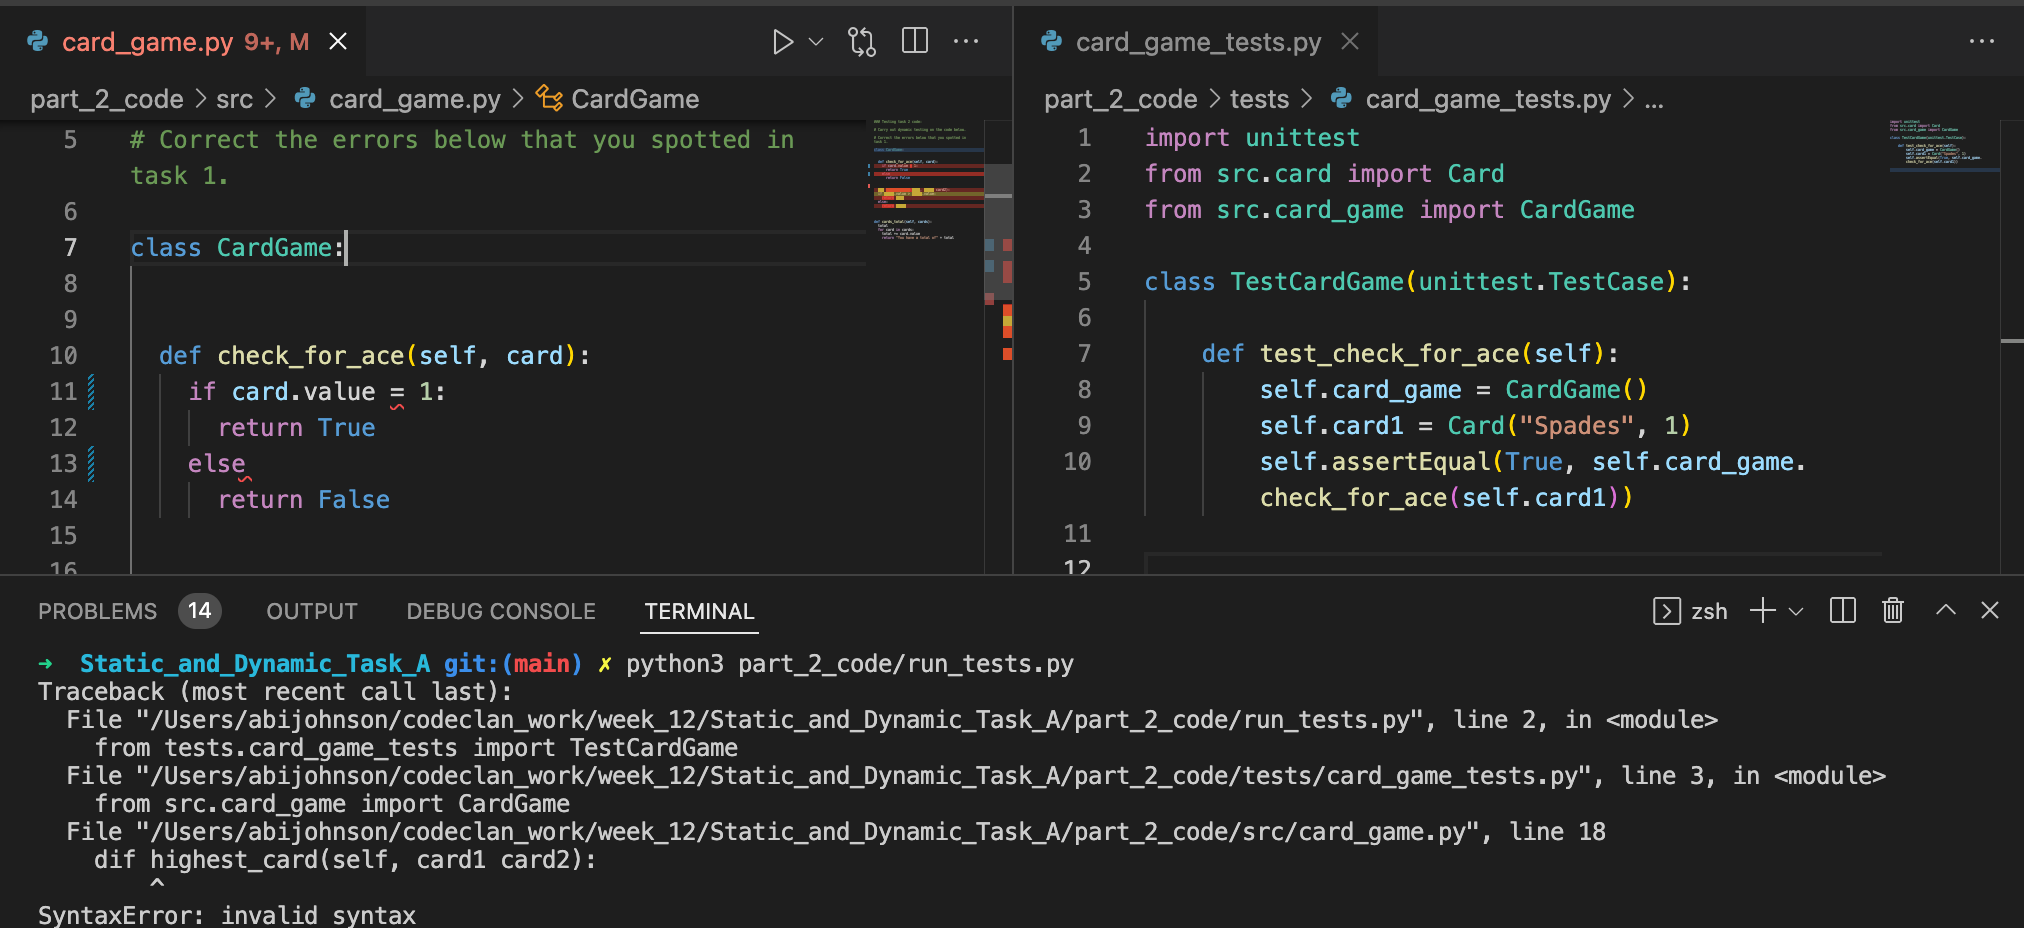 card_game.py 9+, M
part_2_code > src > card_game.py > CardGame
5 # Correct the errors below that you spotted in
task 1.
6
7 class CardGame:
8
9
10 def check_for_ace(self, card):
11 if card.value = 1:
12 return True
13 else
14 return False
15
16
card_game_tests.py
part_2_code > tests > card_game_tests.py > ...
1 import unittest
2 from src.card import Card
3 from src.card_game import CardGame
4
5 class TestCardGame(unittest.TestCase):
6
7 def test_check_for_ace(self):
8 self.card_game = CardGame()
9 self.card1 = Card("Spades", 1)
10 self.assertEqual(True, self.card_game.
check_for_ace(self.card1))
11
12
PROBLEMS 14 OUTPUT DEBUG CONSOLE TERMINAL zsh
➜ Static_and_Dynamic_Task_A git:(main) ✗ python3 part_2_code/run_tests.py
Traceback (most recent call last):
File "/Users/abijohnson/codeclan_work/week_12/Static_and_Dynamic_Task_A/part_2_code/run_tests.py", line 2, in <module>
from tests.card_game_tests import TestCardGame
File "/Users/abijohnson/codeclan_work/week_12/Static_and_Dynamic_Task_A/part_2_code/tests/card_game_tests.py", line 3, in <module>
from src.card_game import CardGame
File "/Users/abijohnson/codeclan_work/week_12/Static_and_Dynamic_Task_A/part_2_code/src/card_game.py", line 18
dif highest_card(self, card1 card2):
^
SyntaxError: invalid syntax